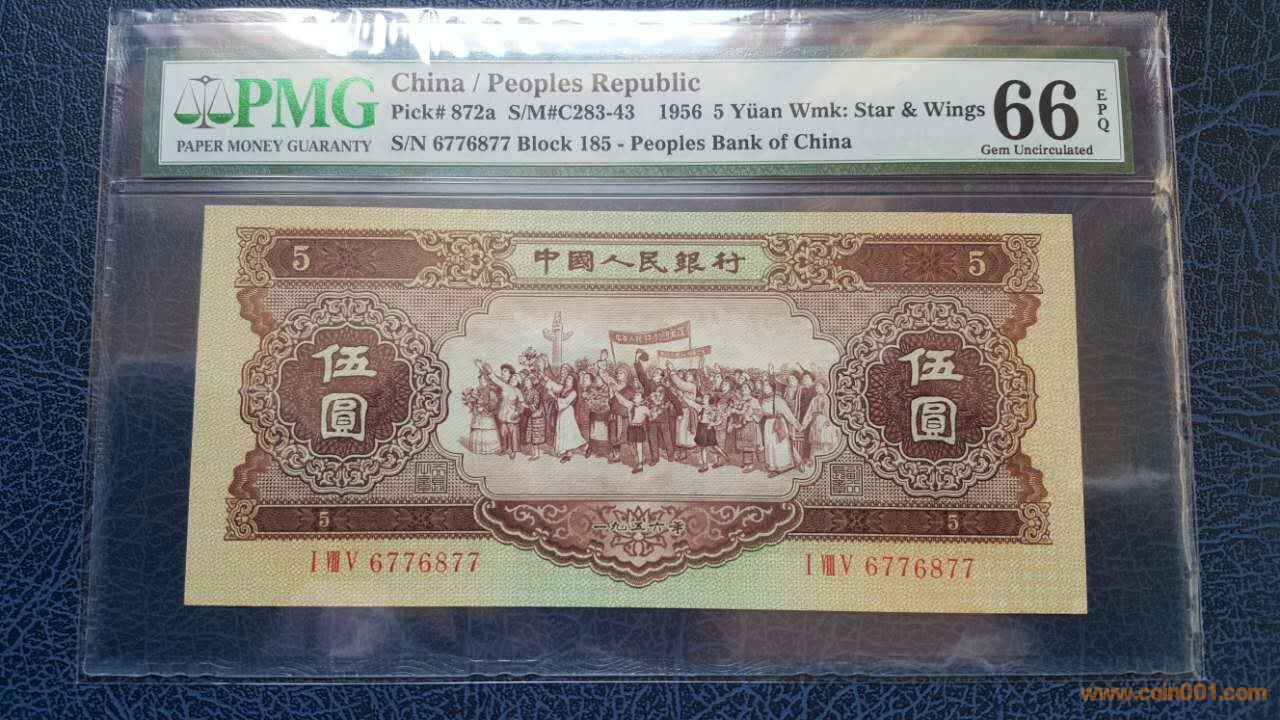 PMG
PAPER MONEY GUARANTY
China / Peoples Republic
Pick# 872a S/M#C283-43 1956 5 Yüan Wmk: Star & Wings
S/N 6776877 Block 185 - Peoples Bank of China
66
Gem Uncirculated
EPQ
5 中國人民銀行 5
伍圓
伍圓
5 一九五六年 5
I VIII V 6776877
I VIII V 6776877
www.coin001.com